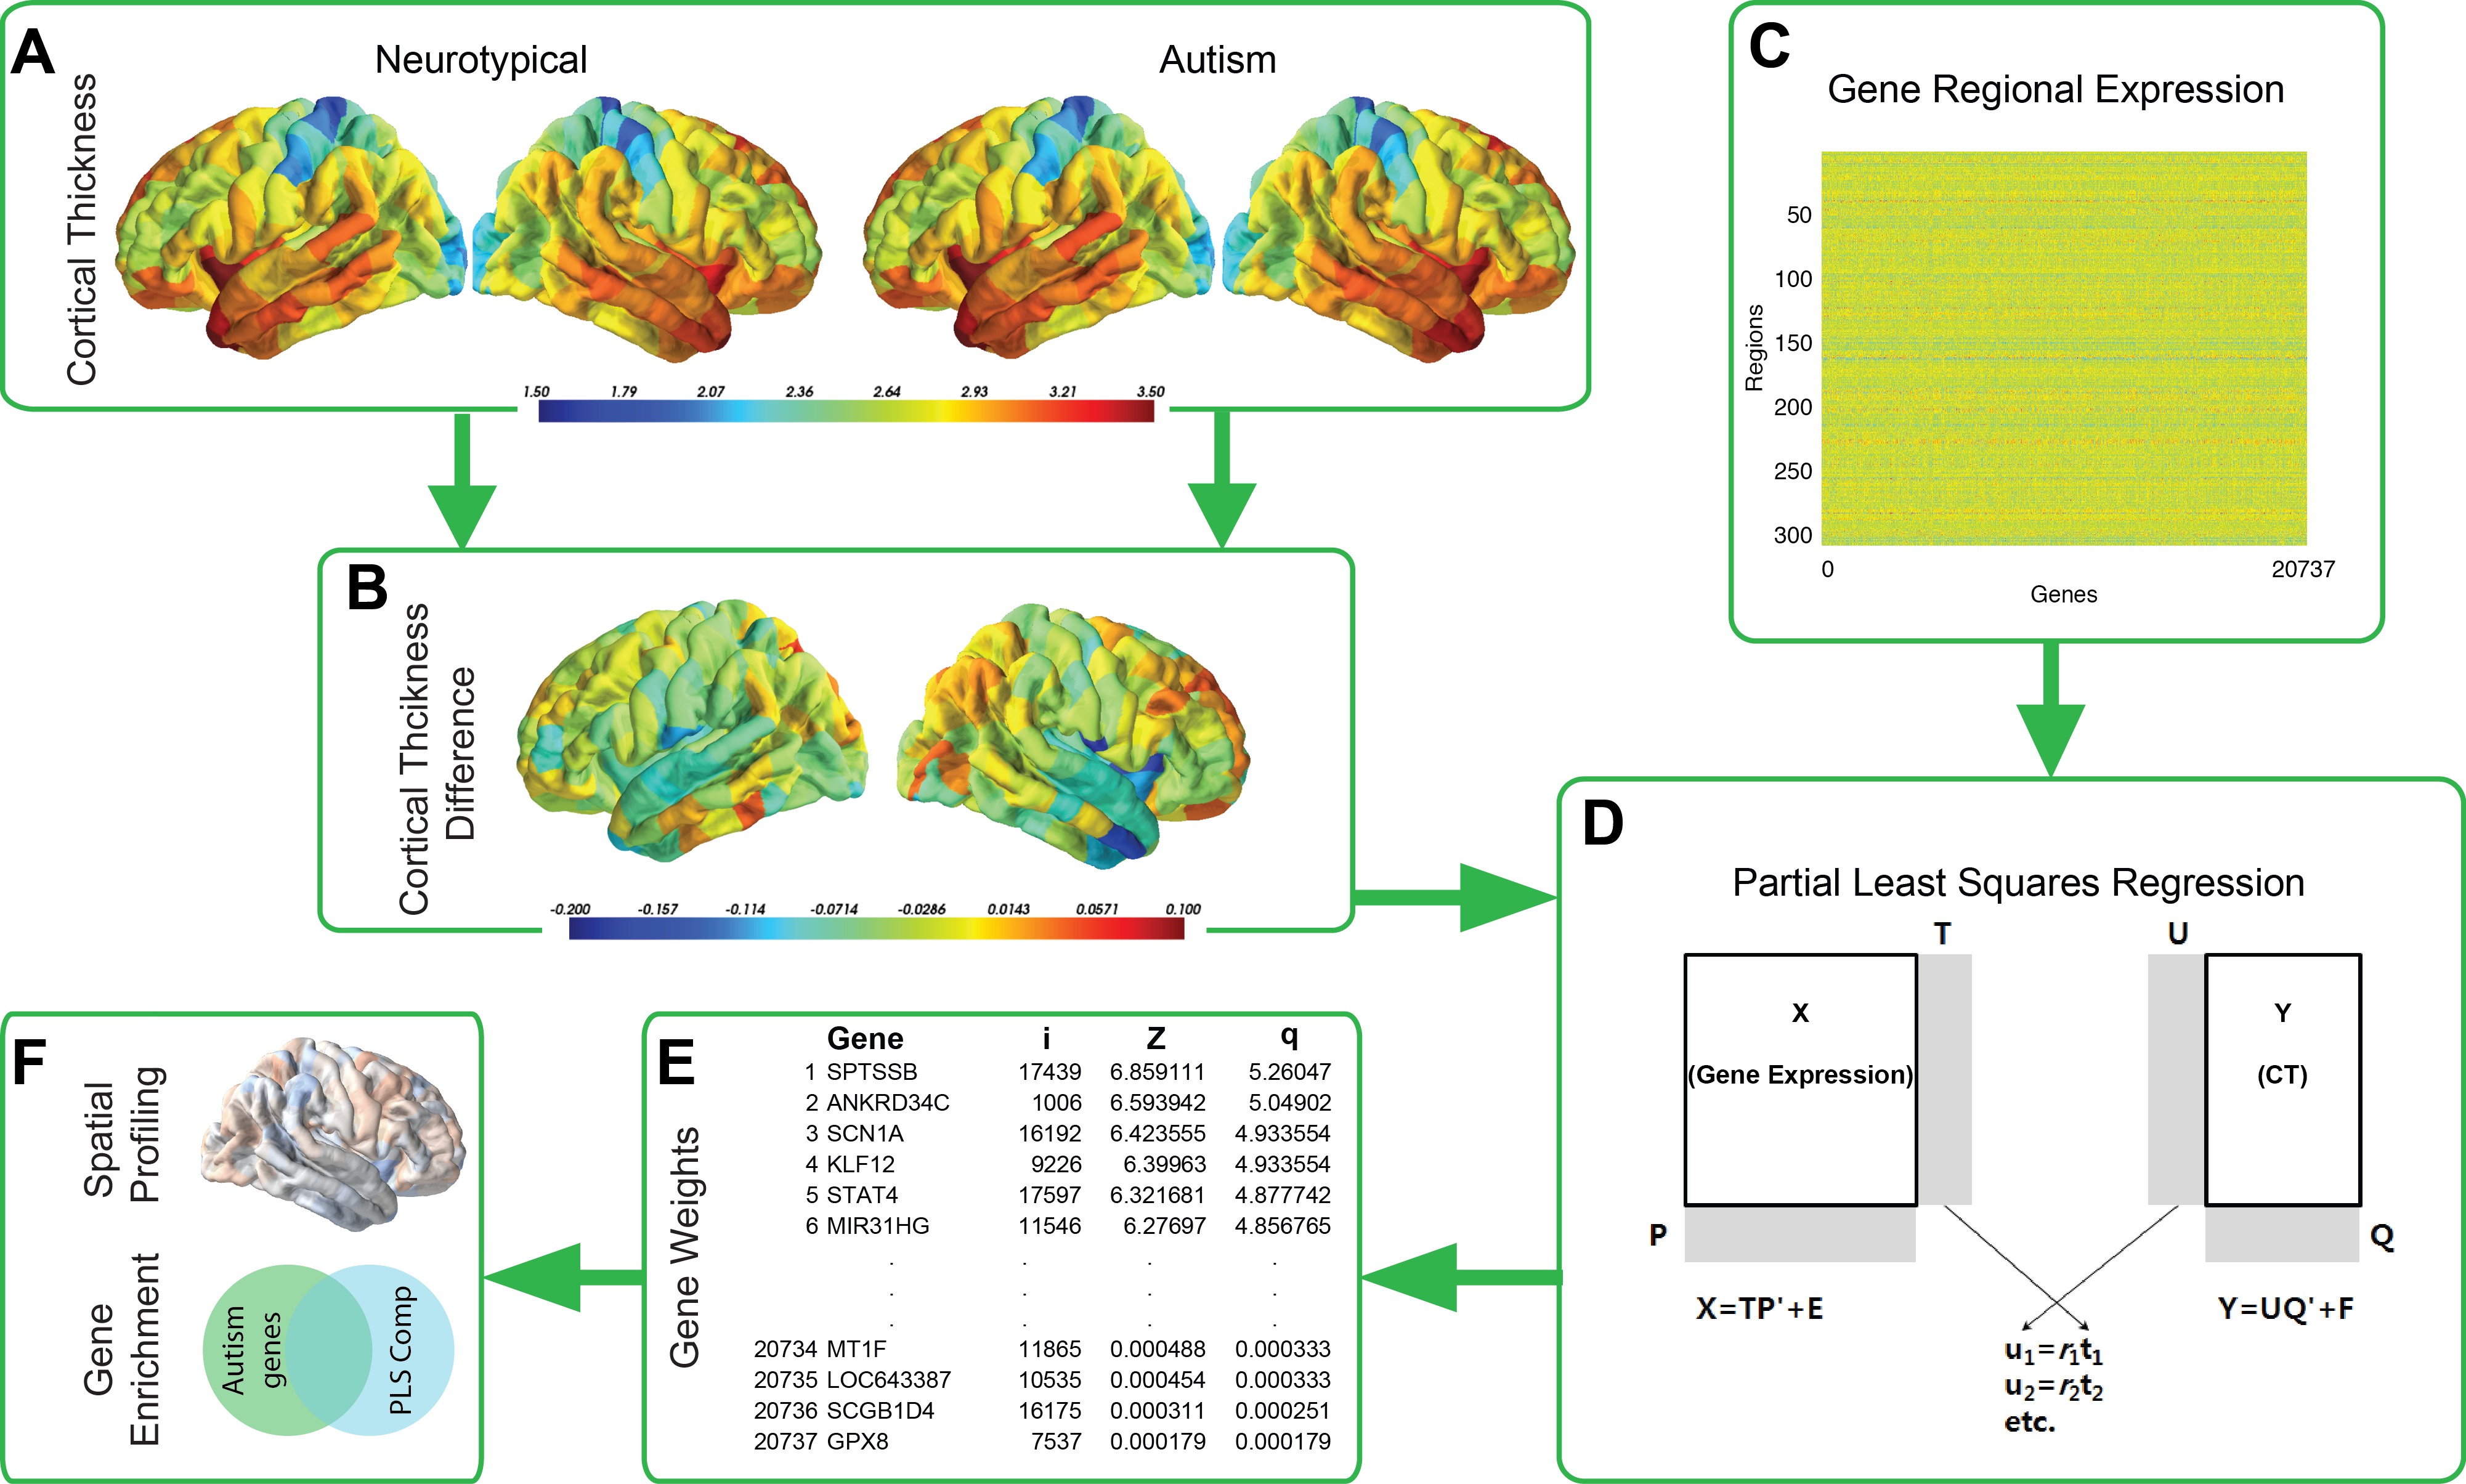 A
Neurotypical
Autism
Cortical Thickness
1.50 1.79 2.07 2.36 2.64 2.93 3.21 3.50
B
Cortical Thcikness
Difference
-0.200 -0.157 -0.114 -0.0714 -0.0286 0.0143 0.0571 0.100
C
Gene Regional Expression
Regions
50
100
150
200
250
300
0 20737
Genes
D
Partial Least Squares Regression
T U
X Y
(Gene Expression) (CT)
P Q
X=TP'+E Y=UQ'+F
u1=r1t1
u2=r2t2
etc.
E
Gene Weights
Gene i Z q
1 SPTSSB 17439 6.859111 5.26047
2 ANKRD34C 1006 6.593942 5.04902
3 SCN1A 16192 6.423555 4.933554
4 KLF12 9226 6.39963 4.933554
5 STAT4 17597 6.321681 4.877742
6 MIR31HG 11546 6.27697 4.856765
. . . .
. . . .
. . . .
20734 MT1F 11865 0.000488 0.000333
20735 LOC643387 10535 0.000454 0.000333
20736 SCGB1D4 16175 0.000311 0.000251
20737 GPX8 7537 0.000179 0.000179
F
Spatial
Profiling
Gene
Enrichment
Autism
genes
PLS Comp